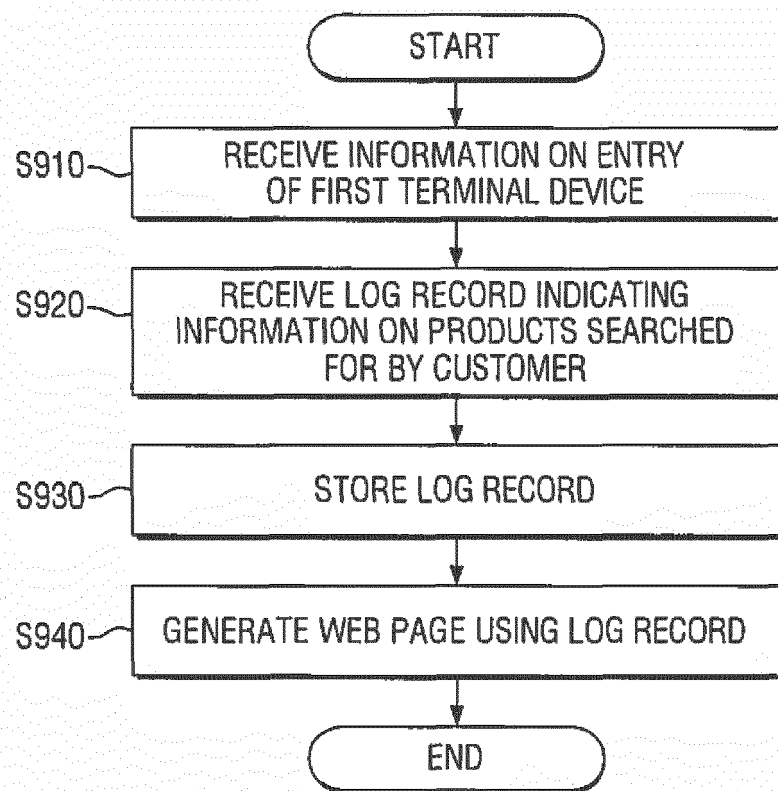 START
S910
RECEIVE INFORMATION ON ENTRY
OF FIRST TERMINAL DEVICE
S920
RECEIVE LOG RECORD INDICATING
INFORMATION ON PRODUCTS SEARCHED
FOR BY CUSTOMER
S930
STORE LOG RECORD
S940
GENERATE WEB PAGE USING LOG RECORD
END